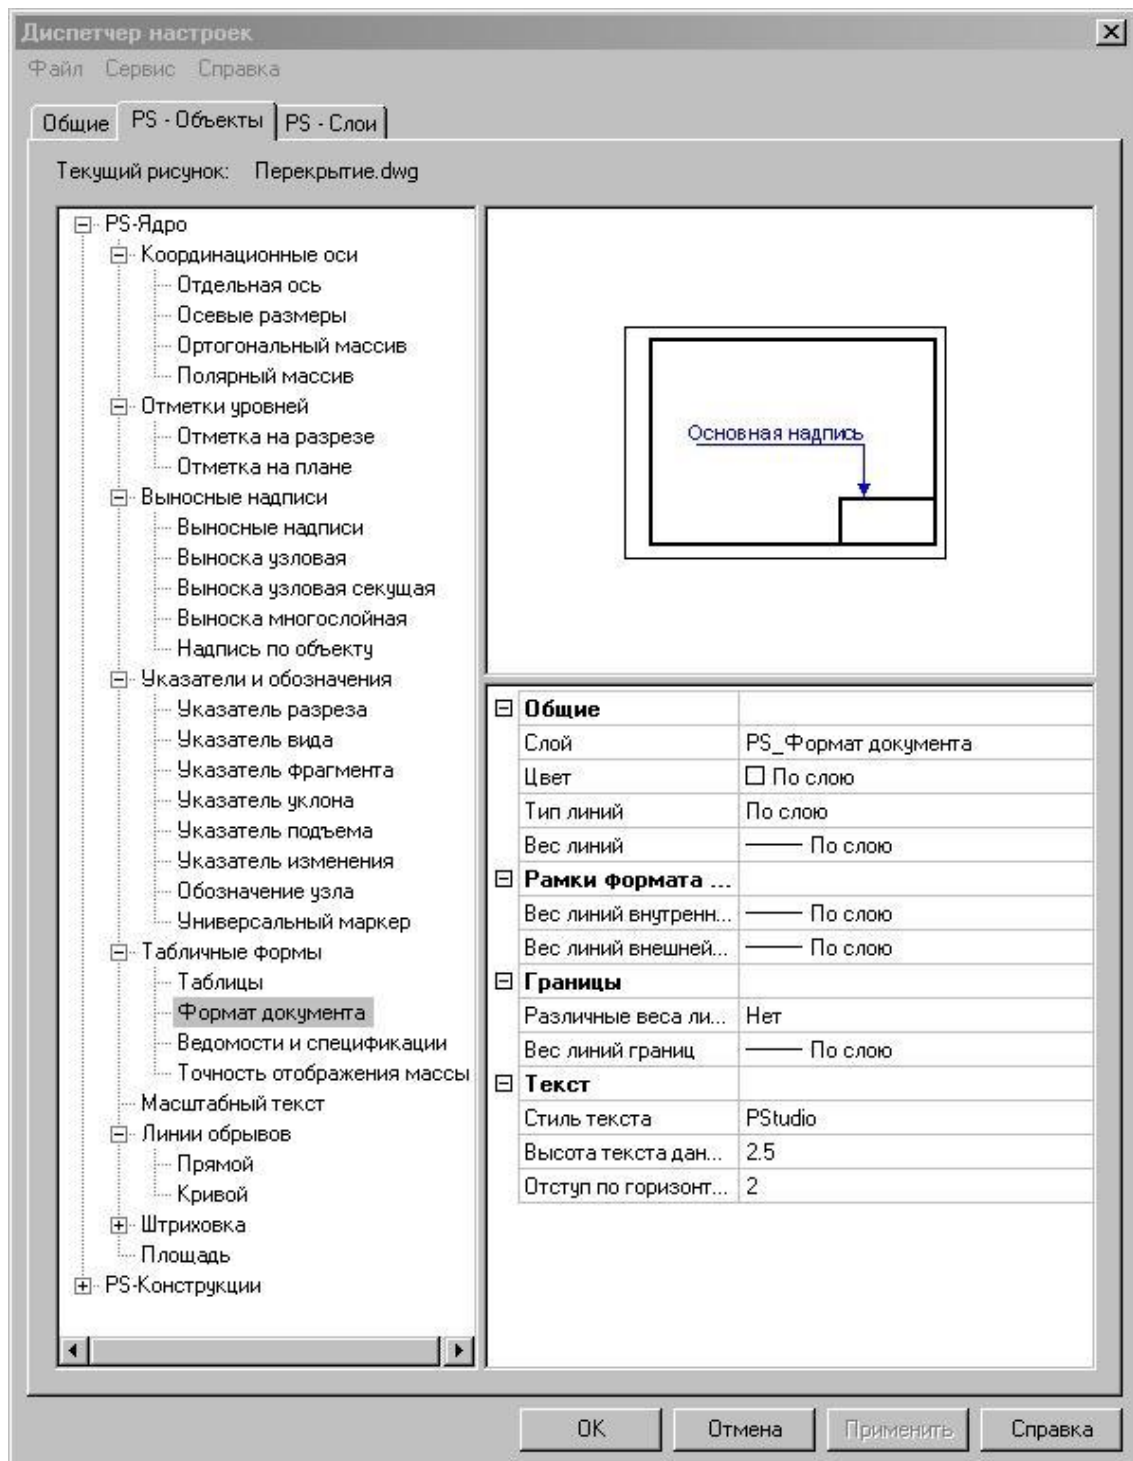 Диспетчер настроек
Файл Сервис Справка
Общие PS - Объекты PS - Слои
Текущий рисунок: Перекрытие.dwg
PS-Ядро
Координационные оси
Отдельная ось
Осевые размеры
Ортогональный массив
Полярный массив
Отметки уровней
Отметка на разрезе
Отметка на плане
Выносные надписи
Выносные надписи
Выноска узловая
Выноска узловая секущая
Выноска многослойная
Надпись по объекту
Указатели и обозначения
Указатель разреза
Указатель вида
Указатель фрагмента
Указатель уклона
Указатель подъема
Указатель изменения
Обозначение узла
Универсальный маркер
Табличные формы
Таблицы
Формат документа
Ведомости и спецификации
Точность отображения массы
Масштабный текст
Линии обрывов
Прямой
Кривой
Штриховка
Площадь
PS-Конструкции
Основная надпись
Общие
Слой PS_Формат документа
Цвет По слою
Тип линий По слою
Вес линий По слою
Рамки формата ...
Вес линий внутренн... По слою
Вес линий внешней... По слою
Границы
Различные веса ли... Нет
Вес линий границ По слою
Текст
Стиль текста PStudio
Высота текста дан... 2.5
Отступ по горизонт... 2
OK Отмена Применить Справка